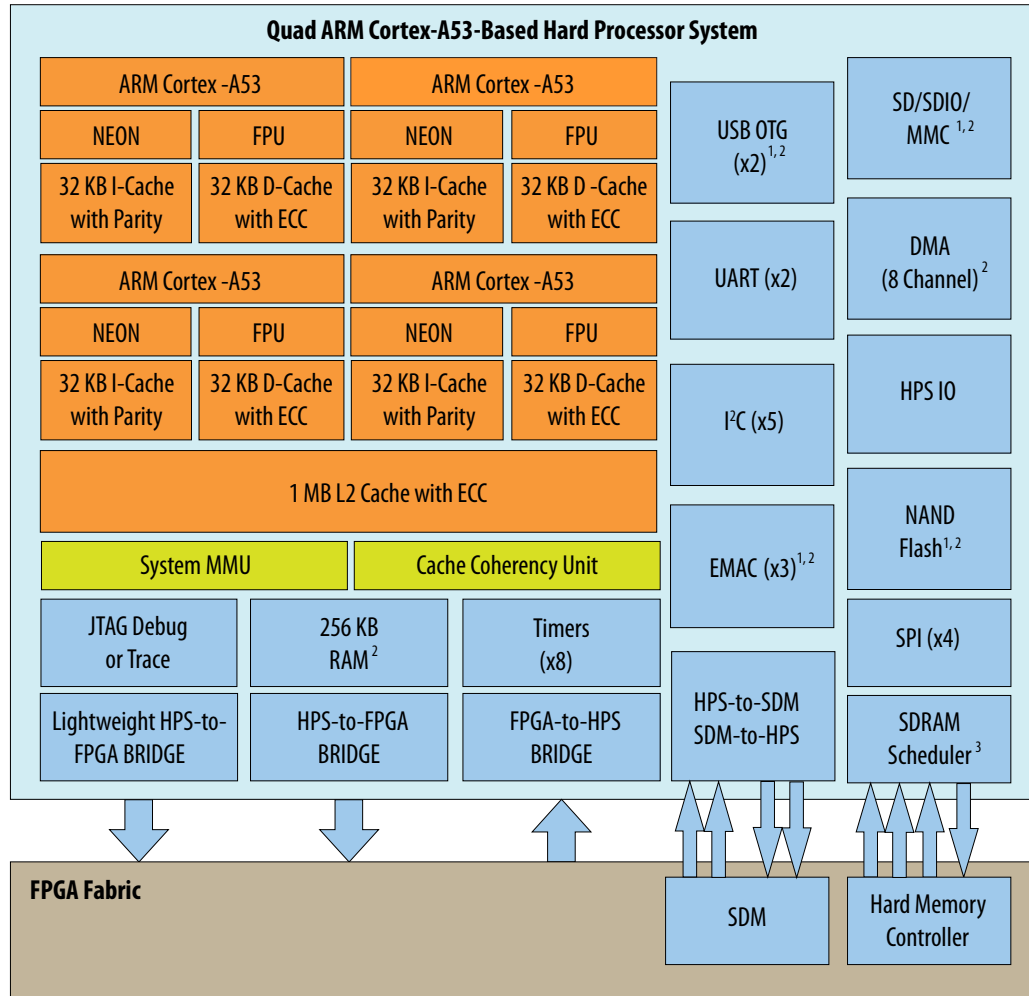 Quad ARM Cortex-A53-Based Hard Processor System
ARM Cortex -A53
NEON
FPU
32 KB I-Cache
with Parity
32 KB D-Cache
with ECC
ARM Cortex -A53
NEON
FPU
32 KB I-Cache
with Parity
32 KB D -Cache
with ECC
ARM Cortex -A53
NEON
FPU
32 KB I-Cache
with Parity
32 KB D-Cache
with ECC
ARM Cortex -A53
NEON
FPU
32 KB I-Cache
with Parity
32 KB D-Cache
with ECC
1 MB L2 Cache with ECC
System MMU
Cache Coherency Unit
JTAG Debug
or Trace
256 KB
RAM 2
Timers
(x8)
Lightweight HPS-to-
FPGA BRIDGE
HPS-to-FPGA
BRIDGE
FPGA-to-HPS
BRIDGE
USB OTG
(x2) 1, 2
UART (x2)
I²C (x5)
EMAC (x3) 1, 2
HPS-to-SDM
SDM-to-HPS
SD/SDIO/
MMC 1, 2
DMA
(8 Channel) 2
HPS IO
NAND
Flash 1, 2
SPI (x4)
SDRAM
Scheduler 3
FPGA Fabric
SDM
Hard Memory
Controller